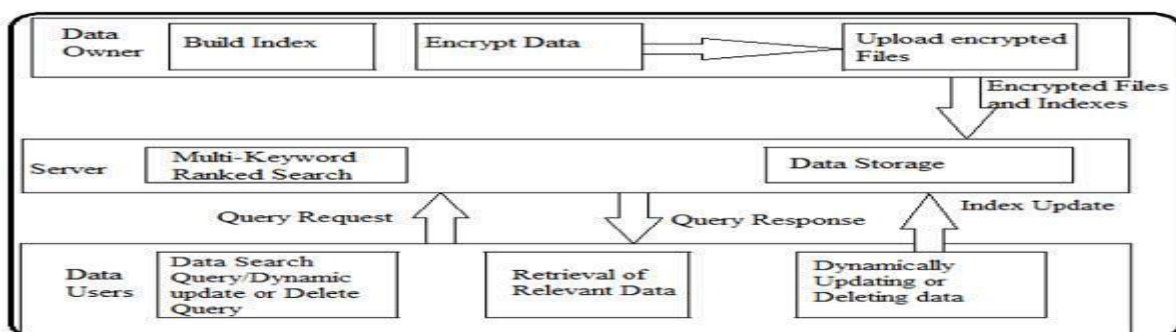 Data
Owner
Build Index
Encrypt Data
Upload encrypted
Files
Encrypted Files
and Indexes
Server
Multi-Keyword
Ranked Search
Data Storage
Query Request
Query Response
Index Update
Data
Users
Data Search
Query/Dynamic
update or Delete
Query
Retrieval of
Relevant Data
Dynamically
Updating or
Deleting data